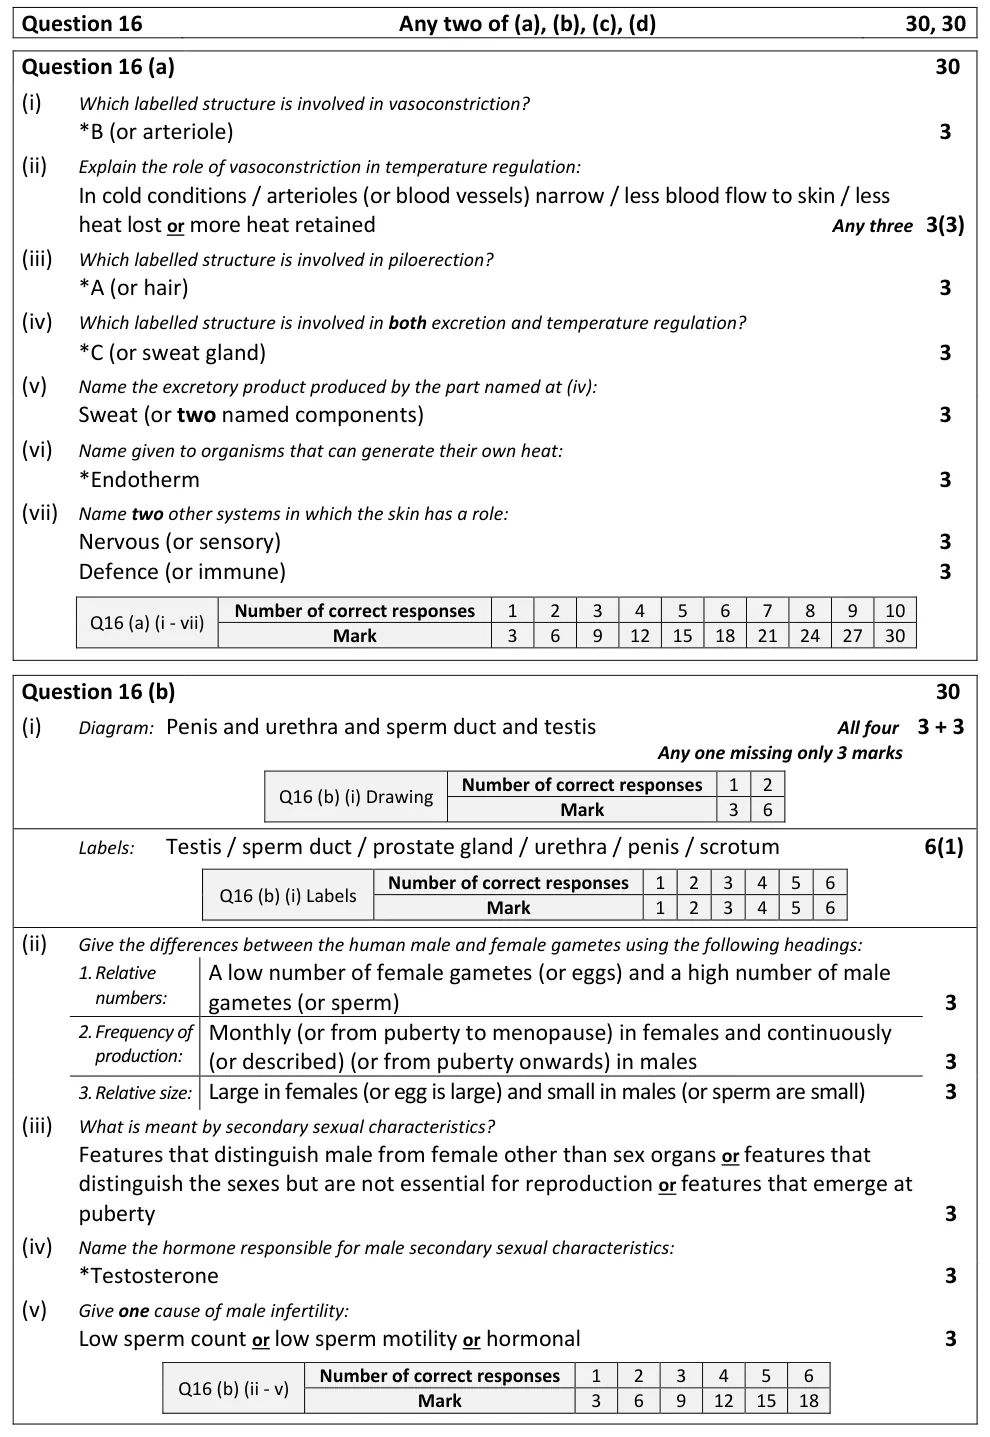 Question 16 Any two of (a), (b), (c), (d) 30, 30
Question 16 (a) 30
(i) Which labelled structure is involved in vasoconstriction?
*B (or arteriole) 3
(ii) Explain the role of vasoconstriction in temperature regulation:
In cold conditions / arterioles (or blood vessels) narrow / less blood flow to skin / less
heat lost or more heat retained Any three 3(3)
(iii) Which labelled structure is involved in piloerection?
*A (or hair) 3
(iv) Which labelled structure is involved in both excretion and temperature regulation?
*C (or sweat gland) 3
(v) Name the excretory product produced by the part named at (iv):
Sweat (or two named components) 3
(vi) Name given to organisms that can generate their own heat:
*Endotherm 3
(vii) Name two other systems in which the skin has a role:
Nervous (or sensory) 3
Defence (or immune) 3
Q16 (a) (i - vii) Number of correct responses 1 2 3 4 5 6 7 8 9 10
Mark 3 6 9 12 15 18 21 24 27 30
Question 16 (b) 30
(i) Diagram: Penis and urethra and sperm duct and testis All four 3 + 3
Any one missing only 3 marks
Q16 (b) (i) Drawing Number of correct responses 1 2
Mark 3 6
Labels: Testis / sperm duct / prostate gland / urethra / penis / scrotum 6(1)
Q16 (b) (i) Labels Number of correct responses 1 2 3 4 5 6
Mark 1 2 3 4 5 6
(ii) Give the differences between the human male and female gametes using the following headings:
1. Relative numbers: A low number of female gametes (or eggs) and a high number of male
gametes (or sperm) 3
2. Frequency of production: Monthly (or from puberty to menopause) in females and continuously
(or described) (or from puberty onwards) in males 3
3. Relative size: Large in females (or egg is large) and small in males (or sperm are small) 3
(iii) What is meant by secondary sexual characteristics?
Features that distinguish male from female other than sex organs or features that
distinguish the sexes but are not essential for reproduction or features that emerge at
puberty 3
(iv) Name the hormone responsible for male secondary sexual characteristics:
*Testosterone 3
(v) Give one cause of male infertility:
Low sperm count or low sperm motility or hormonal 3
Q16 (b) (ii - v) Number of correct responses 1 2 3 4 5 6
Mark 3 6 9 12 15 18